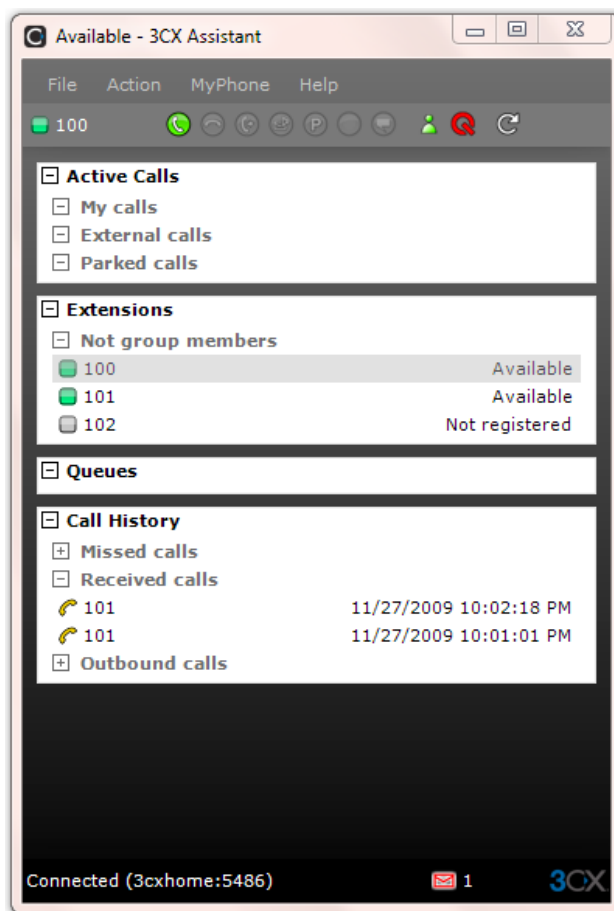 Available - 3CX Assistant
File Action MyPhone Help
100
Active Calls
My calls
External calls
Parked calls
Extensions
Not group members
100 Available
101 Available
102 Not registered
Queues
Call History
Missed calls
Received calls
101 11/27/2009 10:02:18 PM
101 11/27/2009 10:01:01 PM
Outbound calls
Connected (3cxhome:5486) 1 3CX